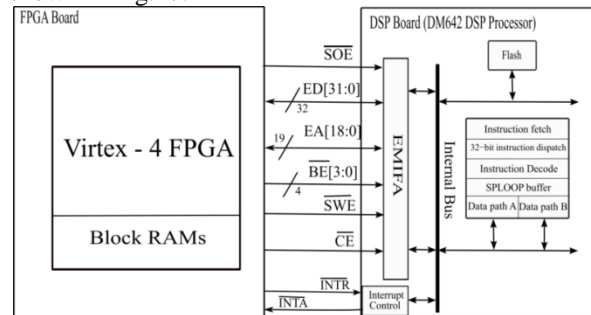 FPGA Board
DSP Board (DM642 DSP Processor)
SOE
Flash
ED[31:0]
32
Virtex - 4 FPGA
19
EA[18:0]
EMIFA
Internal Bus
Instruction fetch
32-bit instruction dispatch
Instruction Decode
SPLOOP buffer
Data path A
Data path B
BE[3:0]
4
SWE
Block RAMs
CE
INTR
INTA
Interrupt
Control